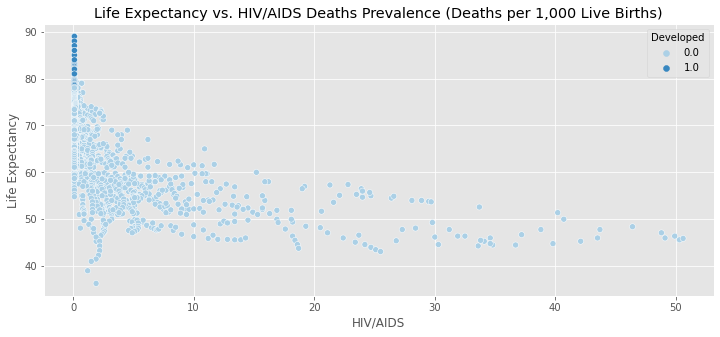 Life Expectancy vs. HIV/AIDS Deaths Prevalence (Deaths per 1,000 Live Births)
Developed
0.0
1.0
Life Expectancy
90
80
70
60
50
40
0 10 20 30 40 50
HIV/AIDS